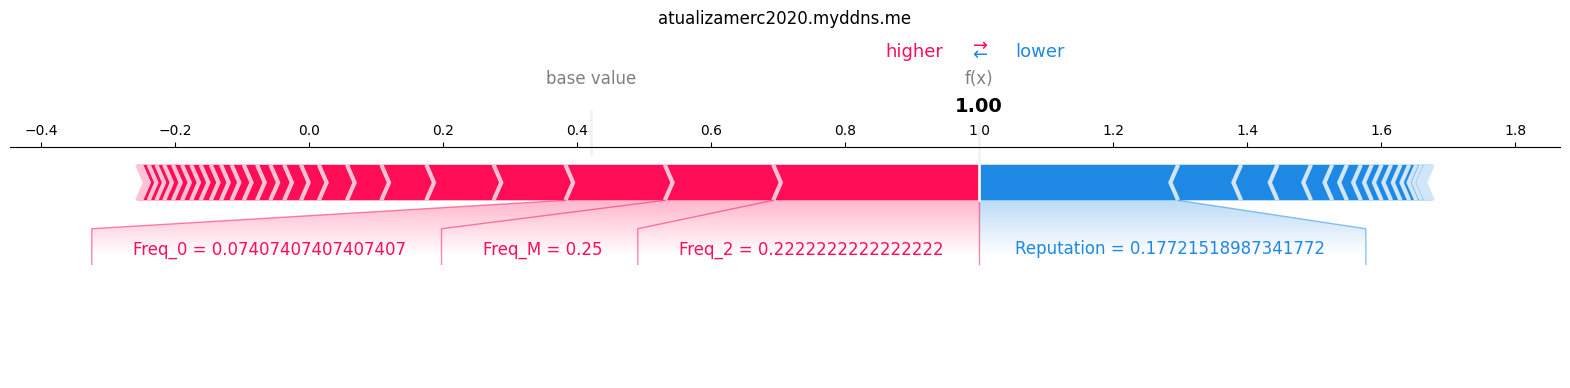 atualizamerc2020.myddns.me
higher ⇄ lower
base value f(x)
1.00
−0.4 −0.2 0.0 0.2 0.4 0.6 0.8 1.0 1.2 1.4 1.6 1.8
Freq_0 = 0.07407407407407407 Freq_M = 0.25 Freq_2 = 0.2222222222222222 Reputation = 0.17721518987341772